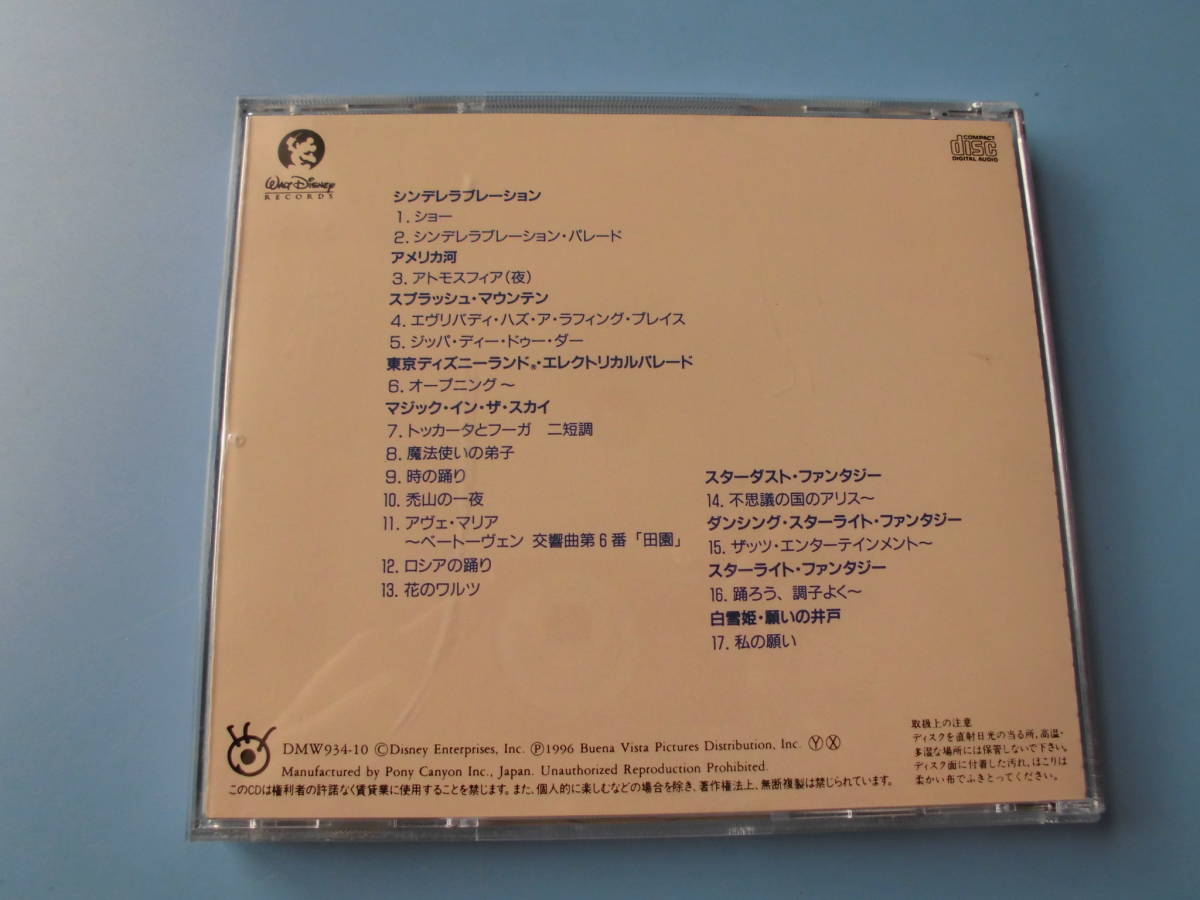 WALT DISNEY
RECORDS
COMPACT
disc
DIGITAL AUDIO
シンデレラブレーション
1. ショー
2. シンデレラブレーション・パレード
アメリカ河
3. アトモスフィア(夜)
スプラッシュ・マウンテン
4. エヴリバディ・ハズ・ア・ラフィング・プレイス
5. ジッパ・ディー・ドゥー・ダー
東京ディズニーランド®・エレクトリカルパレード
6. オープニング〜
マジック・イン・ザ・スカイ
7. トッカータとフーガ 二短調
8. 魔法使いの弟子
9. 時の踊り
10. 禿山の一夜
11. アヴェ・マリア
〜ベートーヴェン 交響曲第6番「田園」
12. ロシアの踊り
13. 花のワルツ
スターダスト・ファンタジー
14. 不思議の国のアリス〜
ダンシング・スターライト・ファンタジー
15. ザッツ・エンターテインメント〜
スターライト・ファンタジー
16. 踊ろう、調子よく〜
白雪姫・願いの井戸
17. 私の願い
DMW934-10 ©Disney Enterprises, Inc. ℗1996 Buena Vista Pictures Distribution, Inc. ⓎⓍ
Manufactured by Pony Canyon Inc., Japan. Unauthorized Reproduction Prohibited.
このCDは権利者の許諾なく賃貸業に使用することを禁じます。また、個人的に楽しむなどの場合を除き、著作権法上、無断複製は禁じられています。
取扱上の注意
ディスクを直射日光の当る所、高温・
多湿な場所には保管しないで下さい。
ディスク面に付着した汚れ、ほこりは
柔かい布でふきとってください。